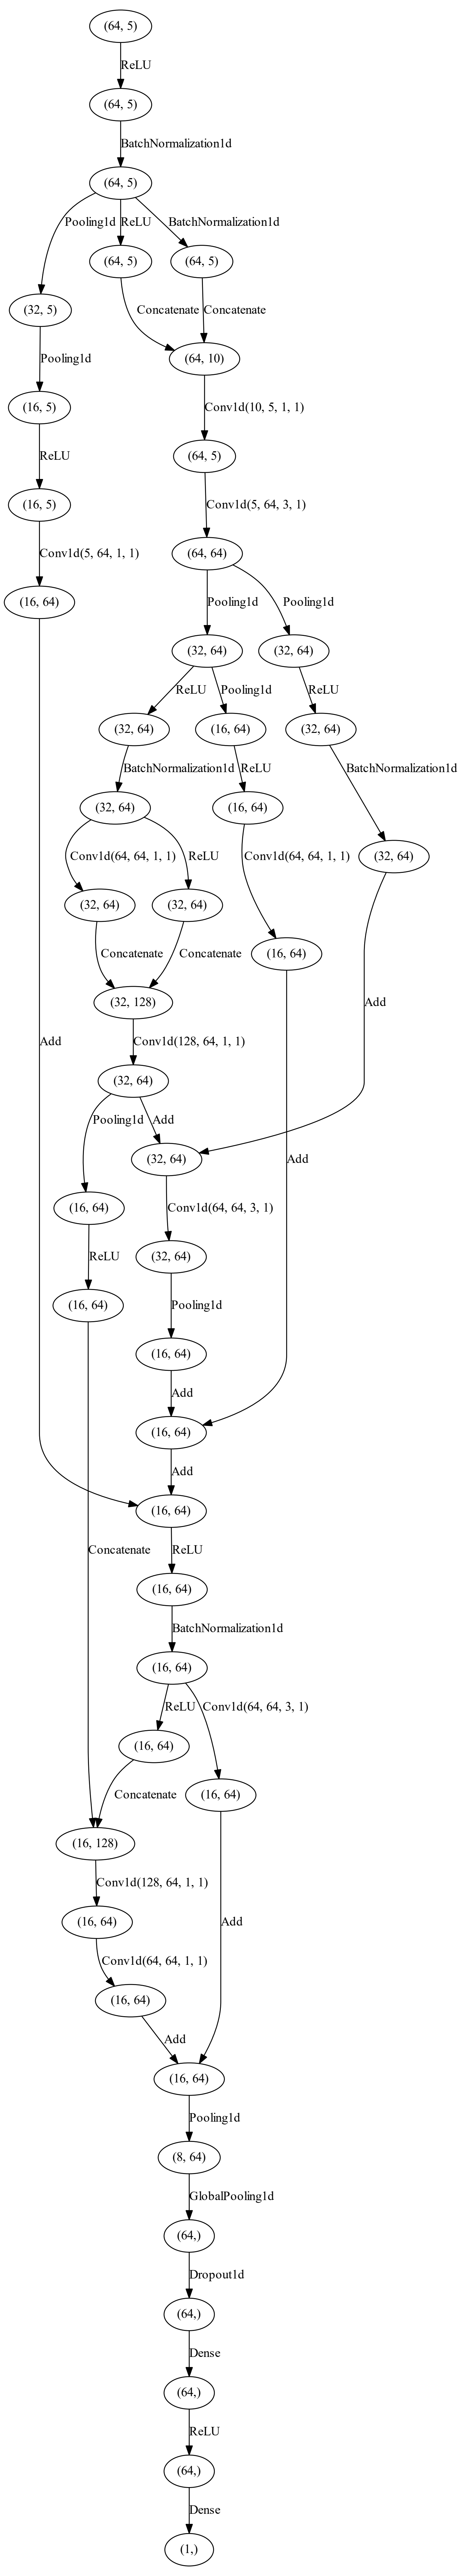 (64, 5)
ReLU
(64, 5)
BatchNormalization1d
(64, 5)
Pooling1d ReLU BatchNormalization1d
(64, 5) (64, 5)
(32, 5) Concatenate Concatenate
Pooling1d (64, 10)
(16, 5) Conv1d(10, 5, 1, 1)
ReLU (64, 5)
(16, 5) Conv1d(5, 64, 3, 1)
Conv1d(5, 64, 1, 1) (64, 64)
(16, 64) Pooling1d Pooling1d
(32, 64) (32, 64)
ReLU Pooling1d ReLU
(32, 64) (16, 64) (32, 64)
BatchNormalization1d ReLU BatchNormalization1d
(32, 64) (16, 64)
Conv1d(64, 64, 1, 1) ReLU Conv1d(64, 64, 1, 1) (32, 64)
(32, 64) (32, 64)
Concatenate Concatenate (16, 64)
(32, 128) Add
Add Conv1d(128, 64, 1, 1)
(32, 64)
Pooling1d Add
(32, 64) Add
(16, 64) Conv1d(64, 64, 3, 1)
ReLU (32, 64)
(16, 64) Pooling1d
(16, 64)
Add
(16, 64)
Add
(16, 64)
Concatenate ReLU
(16, 64)
BatchNormalization1d
(16, 64)
ReLU Conv1d(64, 64, 3, 1)
(16, 64)
Concatenate (16, 64)
(16, 128)
Conv1d(128, 64, 1, 1)
(16, 64) Add
Conv1d(64, 64, 1, 1)
(16, 64)
Add
(16, 64)
Pooling1d
(8, 64)
GlobalPooling1d
(64,)
Dropout1d
(64,)
Dense
(64,)
ReLU
(64,)
Dense
(1,)